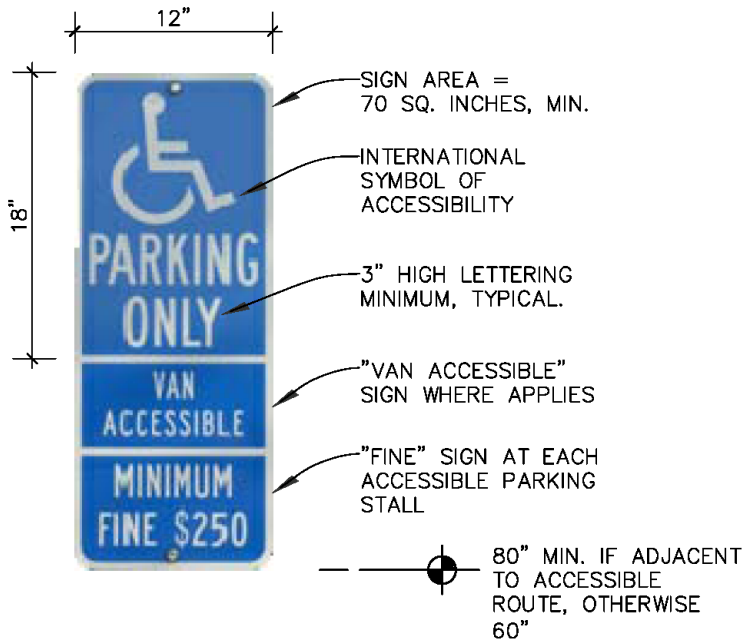 12"
18"
PARKING
ONLY
VAN
ACCESSIBLE
MINIMUM
FINE $250
SIGN AREA =
70 SQ. INCHES, MIN.
INTERNATIONAL
SYMBOL OF
ACCESSIBILITY
3" HIGH LETTERING
MINIMUM, TYPICAL.
"VAN ACCESSIBLE"
SIGN WHERE APPLIES
"FINE" SIGN AT EACH
ACCESSIBLE PARKING
STALL
80" MIN. IF ADJACENT
TO ACCESSIBLE
ROUTE, OTHERWISE
60"